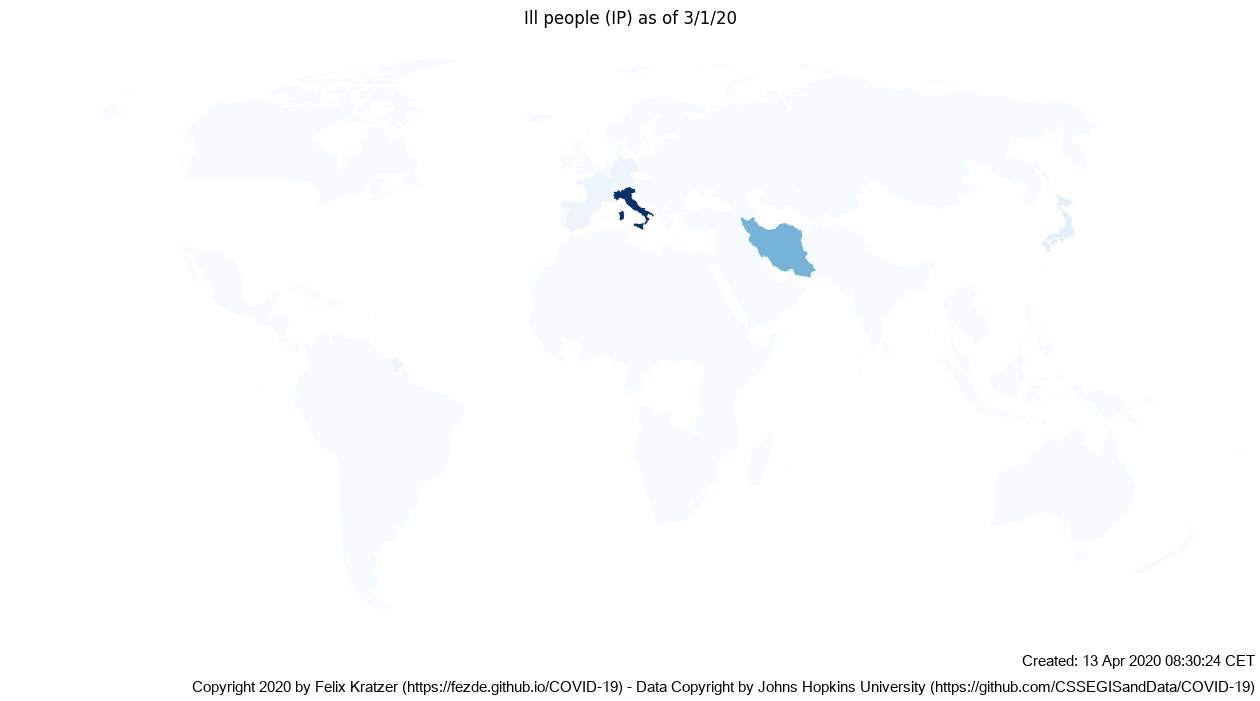 Ill people (IP) as of 3/1/20
Created: 13 Apr 2020 08:30:24 CET
Copyright 2020 by Felix Kratzer (https://fezde.github.io/COVID-19) - Data Copyright by Johns Hopkins University (https://github.com/CSSEGISandData/COVID-19)